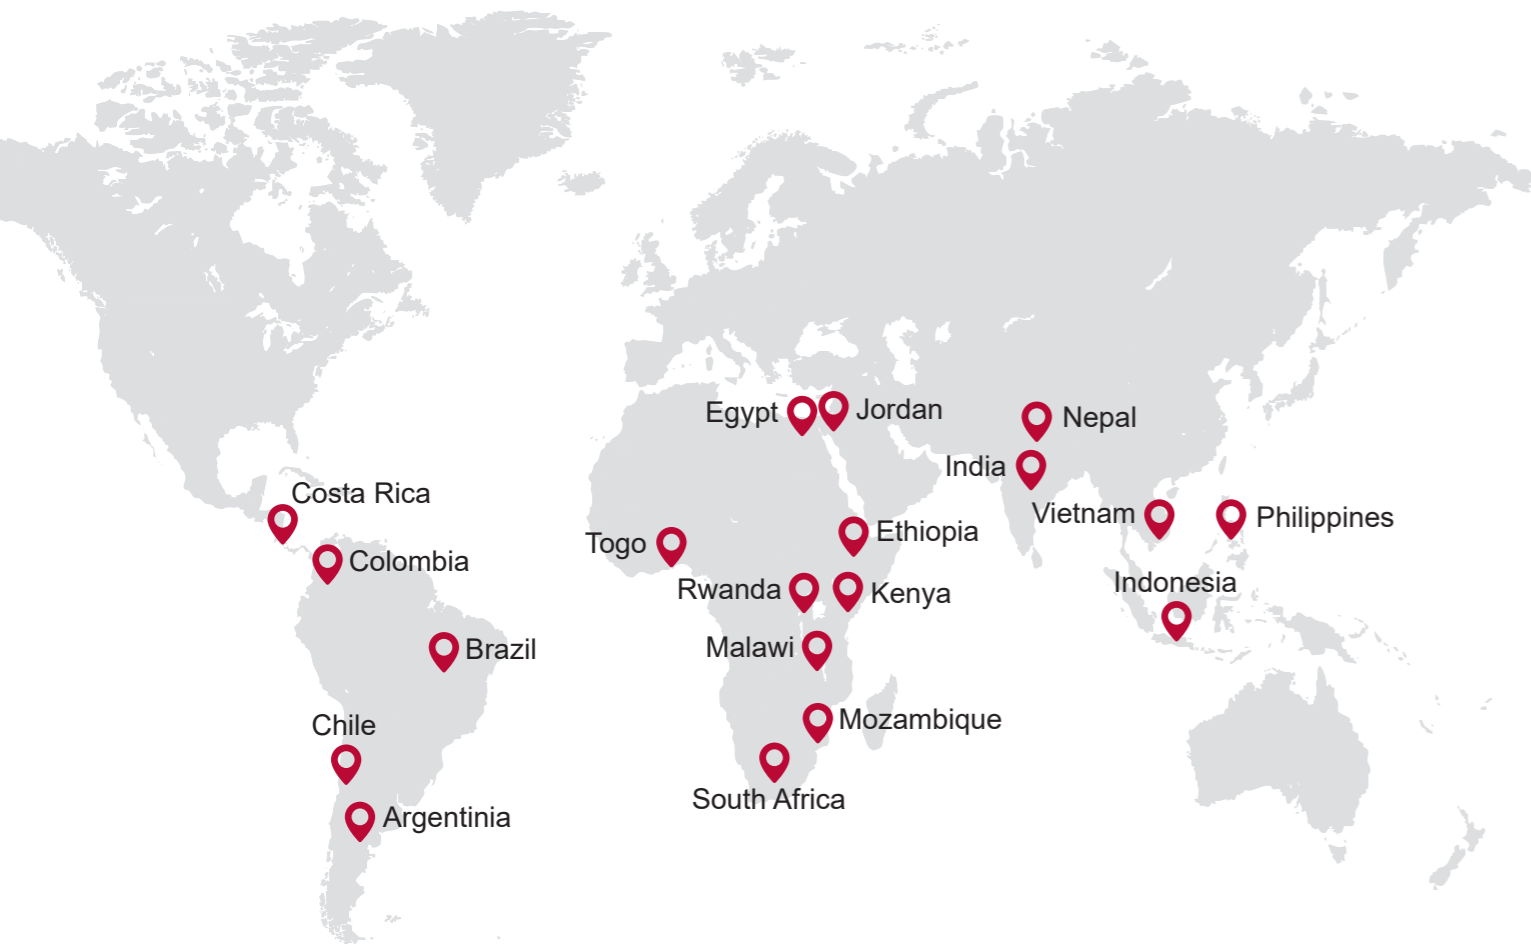 Egypt
Jordan
Nepal
India
Costa Rica
Vietnam
Philippines
Ethiopia
Togo
Colombia
Indonesia
Rwanda
Kenya
Malawi
Brazil
Mozambique
Chile
South Africa
Argentinia